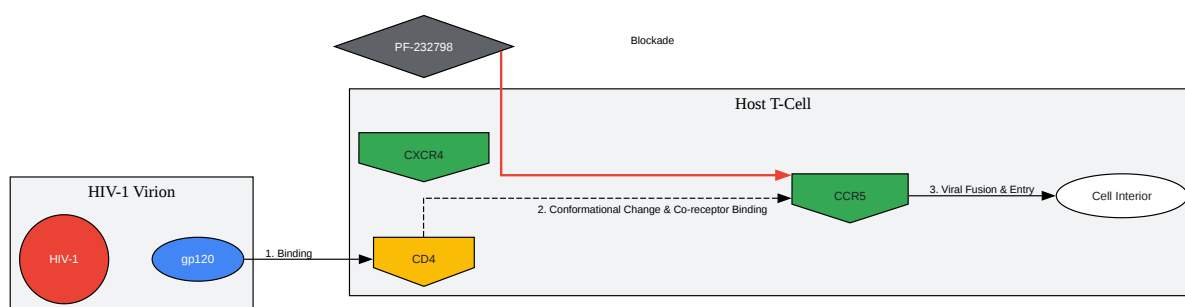 PF-232798
Blockade
Host T-Cell
CXCR4
HIV-1 Virion
CCR5
3. Viral Fusion & Entry
Cell Interior
2. Conformational Change & Co-receptor Binding
HIV-1
gp120
1. Binding
CD4